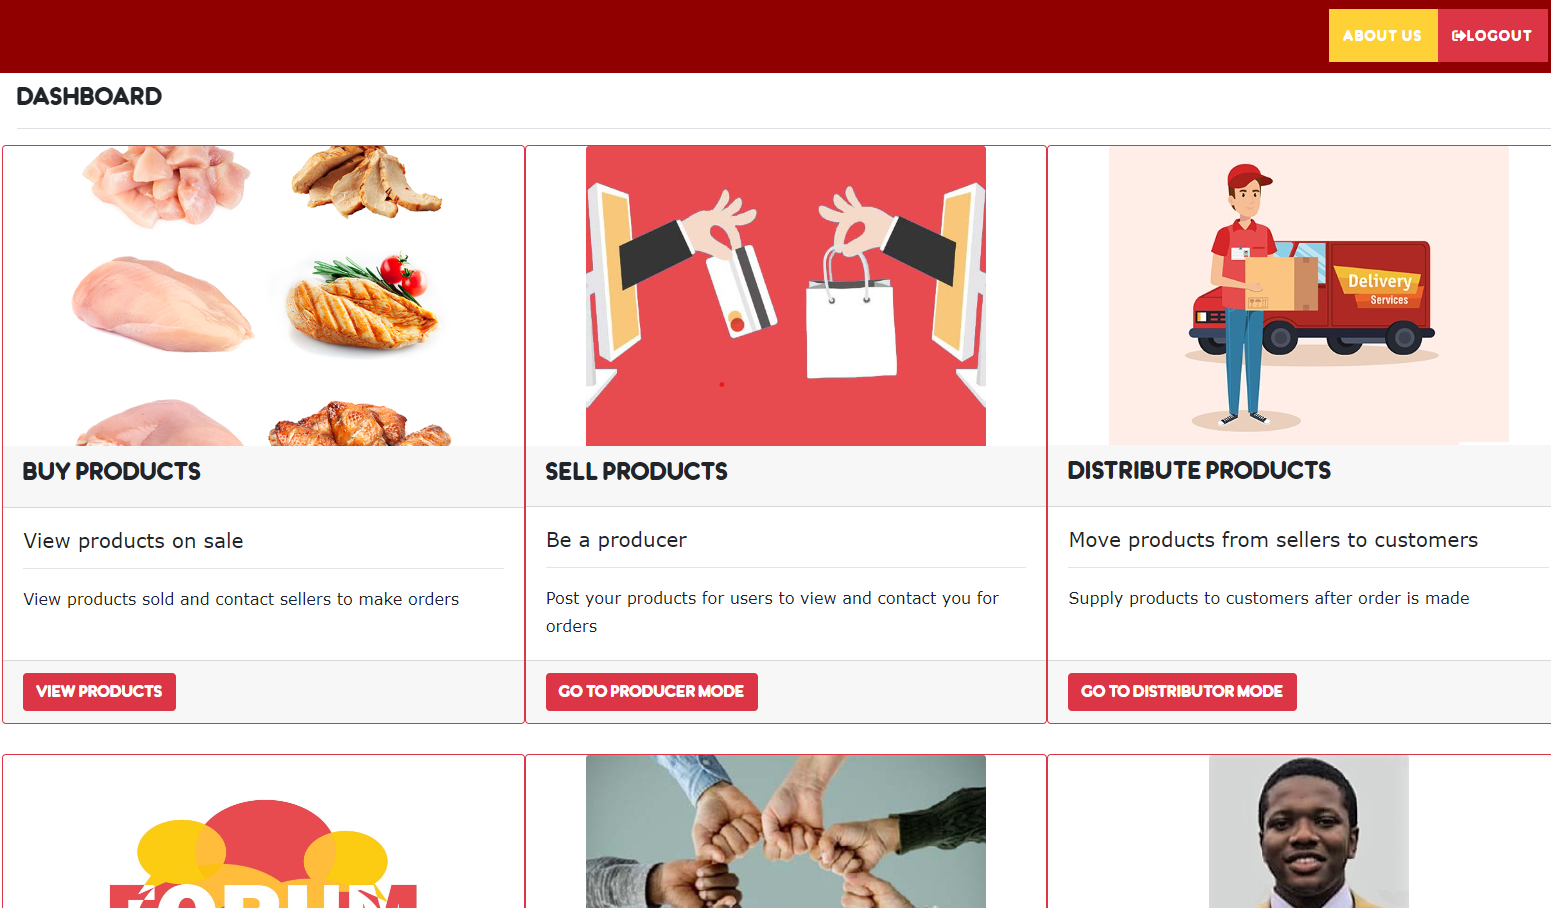 ABOUT US
LOGOUT
DASHBOARD
Delivery
Services
BUY PRODUCTS
SELL PRODUCTS
DISTRIBUTE PRODUCTS
View products on sale
Be a producer
Move products from sellers to customers
View products sold and contact sellers to make orders
Post your products for users to view and contact you for
orders
Supply products to customers after order is made
VIEW PRODUCTS
GO TO PRODUCER MODE
GO TO DISTRIBUTOR MODE
FORUM